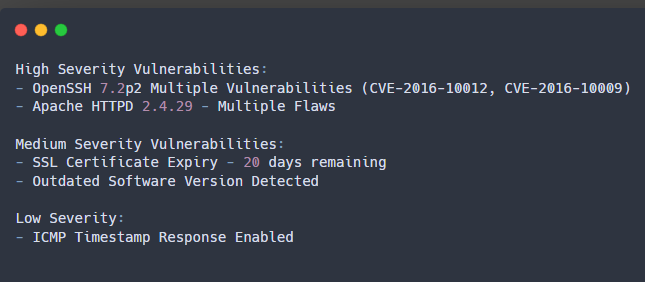 High Severity Vulnerabilities:
- OpenSSH 7.2p2 Multiple Vulnerabilities (CVE-2016-10012, CVE-2016-10009)
- Apache HTTPD 2.4.29 - Multiple Flaws
Medium Severity Vulnerabilities:
- SSL Certificate Expiry - 20 days remaining
- Outdated Software Version Detected
Low Severity:
- ICMP Timestamp Response Enabled